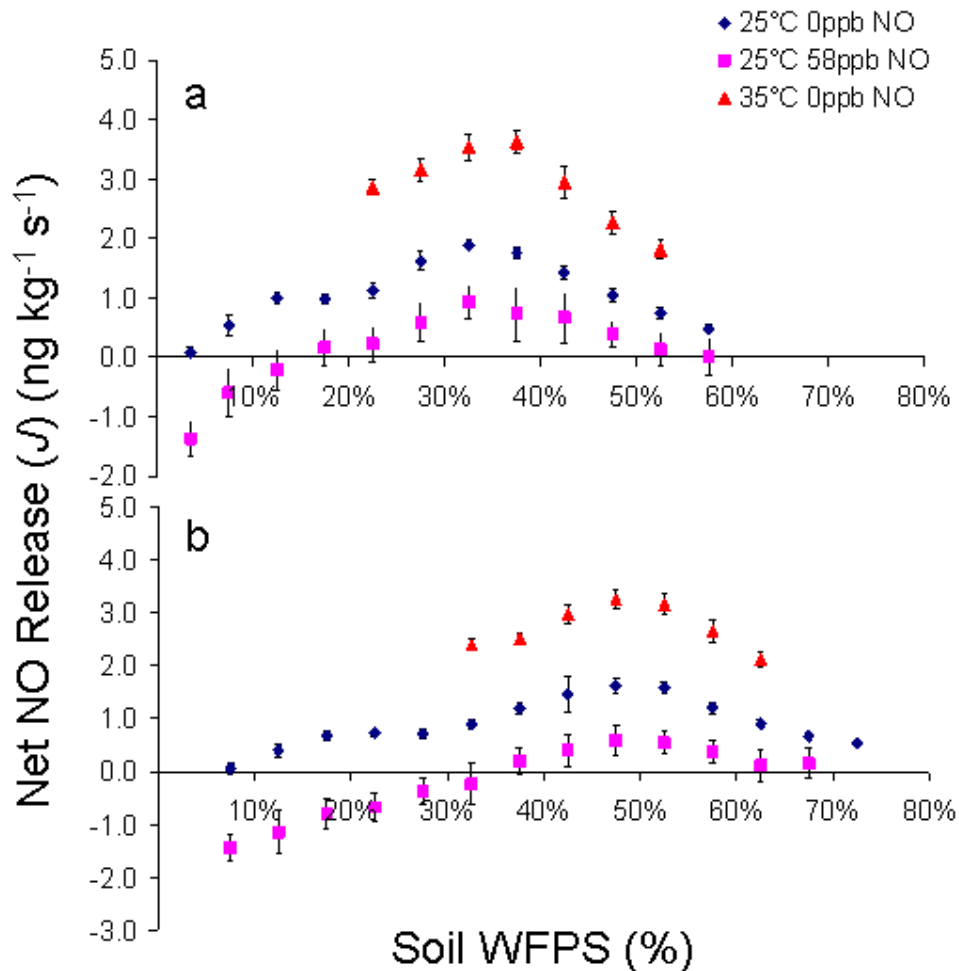 25°C 0ppb NO
25°C 58ppb NO
35°C 0ppb NO
Net NO Release (J) (ng kg-1 s-1)
a
5.0
4.0
3.0
2.0
1.0
0.0
-1.0
-2.0
10% 20% 30% 40% 50% 60% 70% 80%
b
5.0
4.0
3.0
2.0
1.0
0.0
-1.0
-2.0
-3.0
10% 20% 30% 40% 50% 60% 70% 80%
Soil WFPS (%)